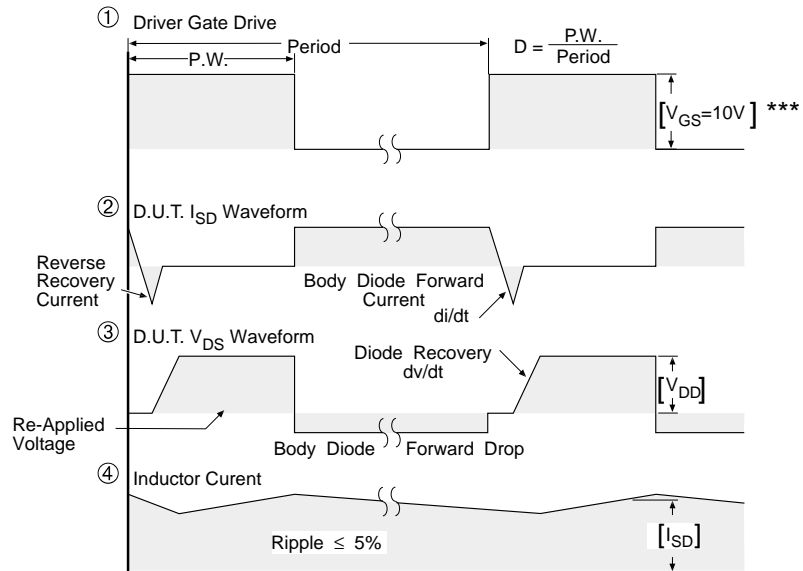 ① Driver Gate Drive
Period
P.W.
D = P.W. / Period
[VGS=10V] ***
② D.U.T. ISD Waveform
Reverse
Recovery
Current
Body Diode Forward
Current
di/dt
③ D.U.T. VDS Waveform
Diode Recovery
dv/dt
[VDD]
Re-Applied
Voltage
Body Diode Forward Drop
④ Inductor Curent
Ripple ≤ 5%
[ISD]